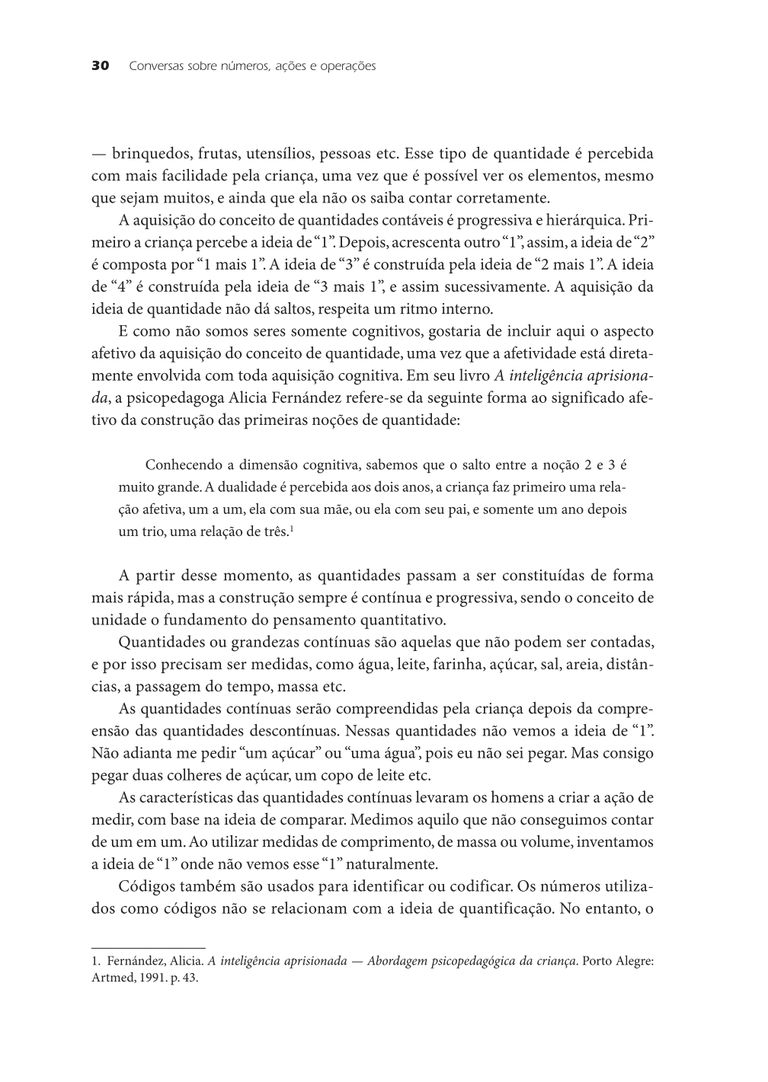 30 Conversas sobre números, ações e operações
— brinquedos, frutas, utensílios, pessoas etc. Esse tipo de quantidade é percebida
com mais facilidade pela criança, uma vez que é possível ver os elementos, mesmo
que sejam muitos, e ainda que ela não os saiba contar corretamente.
A aquisição do conceito de quantidades contáveis é progressiva e hierárquica. Pri-
meiro a criança percebe a ideia de “1”. Depois, acrescenta outro “1”, assim, a ideia de “2”
é composta por “1 mais 1”. A ideia de “3” é construída pela ideia de “2 mais 1”. A ideia
de “4” é construída pela ideia de “3 mais 1”, e assim sucessivamente. A aquisição da
ideia de quantidade não dá saltos, respeita um ritmo interno.
E como não somos seres somente cognitivos, gostaria de incluir aqui o aspecto
afetivo da aquisição do conceito de quantidade, uma vez que a afetividade está direta-
mente envolvida com toda aquisição cognitiva. Em seu livro A inteligência aprisiona-
da, a psicopedagoga Alicia Fernández refere-se da seguinte forma ao significado afe-
tivo da construção das primeiras noções de quantidade:
Conhecendo a dimensão cognitiva, sabemos que o salto entre a noção 2 e 3 é
muito grande. A dualidade é percebida aos dois anos, a criança faz primeiro uma rela-
ção afetiva, um a um, ela com sua mãe, ou ela com seu pai, e somente um ano depois
um trio, uma relação de três.¹
A partir desse momento, as quantidades passam a ser constituídas de forma
mais rápida, mas a construção sempre é contínua e progressiva, sendo o conceito de
unidade o fundamento do pensamento quantitativo.
Quantidades ou grandezas contínuas são aquelas que não podem ser contadas,
e por isso precisam ser medidas, como água, leite, farinha, açúcar, sal, areia, distân-
cias, a passagem do tempo, massa etc.
As quantidades contínuas serão compreendidas pela criança depois da compre-
ensão das quantidades descontínuas. Nessas quantidades não vemos a ideia de “1”.
Não adianta me pedir “um açúcar” ou “uma água”, pois eu não sei pegar. Mas consigo
pegar duas colheres de açúcar, um copo de leite etc.
As características das quantidades contínuas levaram os homens a criar a ação de
medir, com base na ideia de comparar. Medimos aquilo que não conseguimos contar
de um em um. Ao utilizar medidas de comprimento, de massa ou volume, inventamos
a ideia de “1” onde não vemos esse “1” naturalmente.
Códigos também são usados para identificar ou codificar. Os números utiliza-
dos como códigos não se relacionam com a ideia de quantificação. No entanto, o
1. Fernández, Alicia. A inteligência aprisionada — Abordagem psicopedagógica da criança. Porto Alegre:
Artmed, 1991. p. 43.